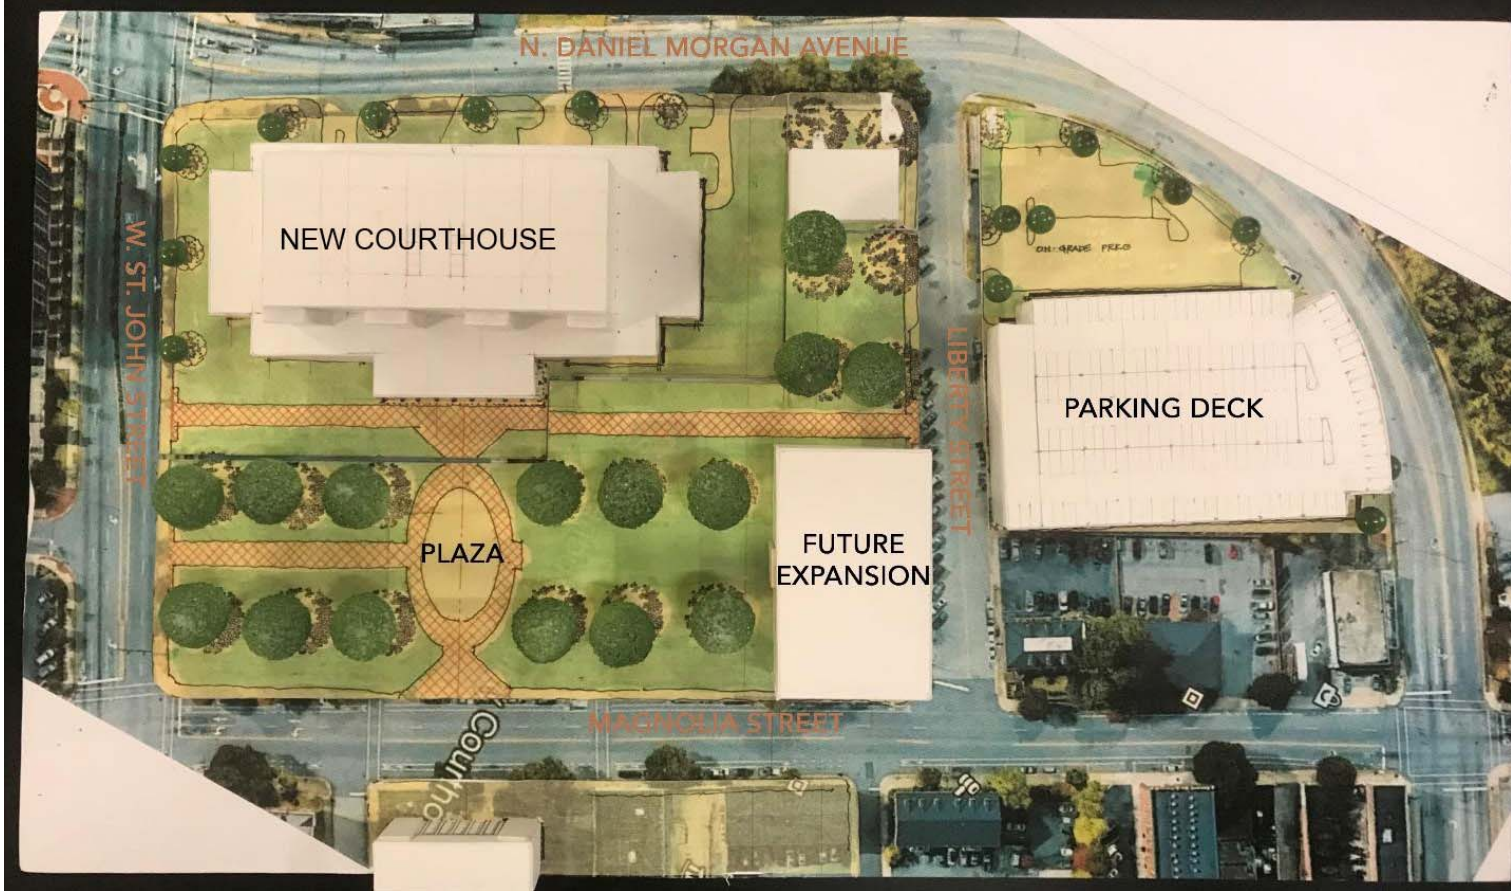 N. DANIEL MORGAN AVENUE
NEW COURTHOUSE
W ST. JOHN STREET
ON-GRADE PRKG
LIBERTY STREET
PARKING DECK
PLAZA
FUTURE
EXPANSION
MAGNOLIA STREET